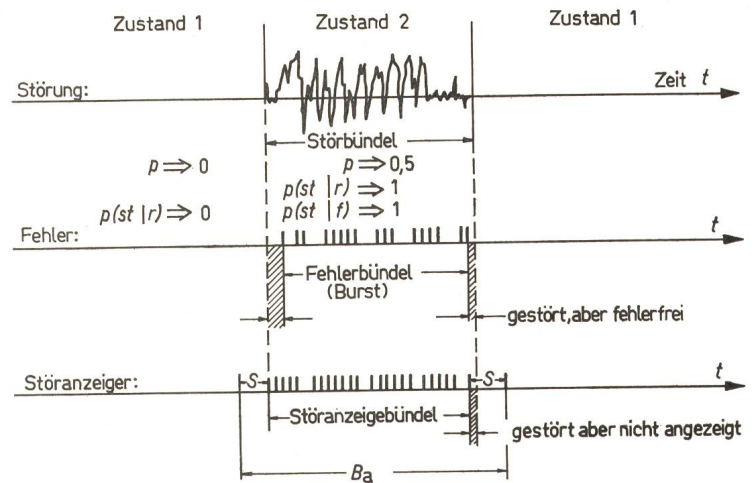 Zustand 1 Zustand 2 Zustand 1
Störung: Zeit t
Störbündel
p ⇒ 0 p ⇒ 0,5
p(st |r) ⇒ 1
p(st |r) ⇒ 0 p(st |f) ⇒ 1
Fehler: t
Fehlerbündel
(Burst)
gestört, aber fehlerfrei
Störanzeiger: S S t
Störanzeigebündel
gestört aber nicht angezeigt
Ba